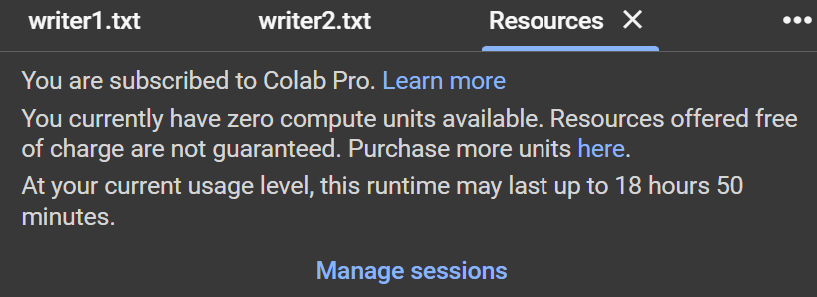 writer1.txt writer2.txt Resources
You are subscribed to Colab Pro. Learn more
You currently have zero compute units available. Resources offered free
of charge are not guaranteed. Purchase more units here.
At your current usage level, this runtime may last up to 18 hours 50
minutes.
Manage sessions